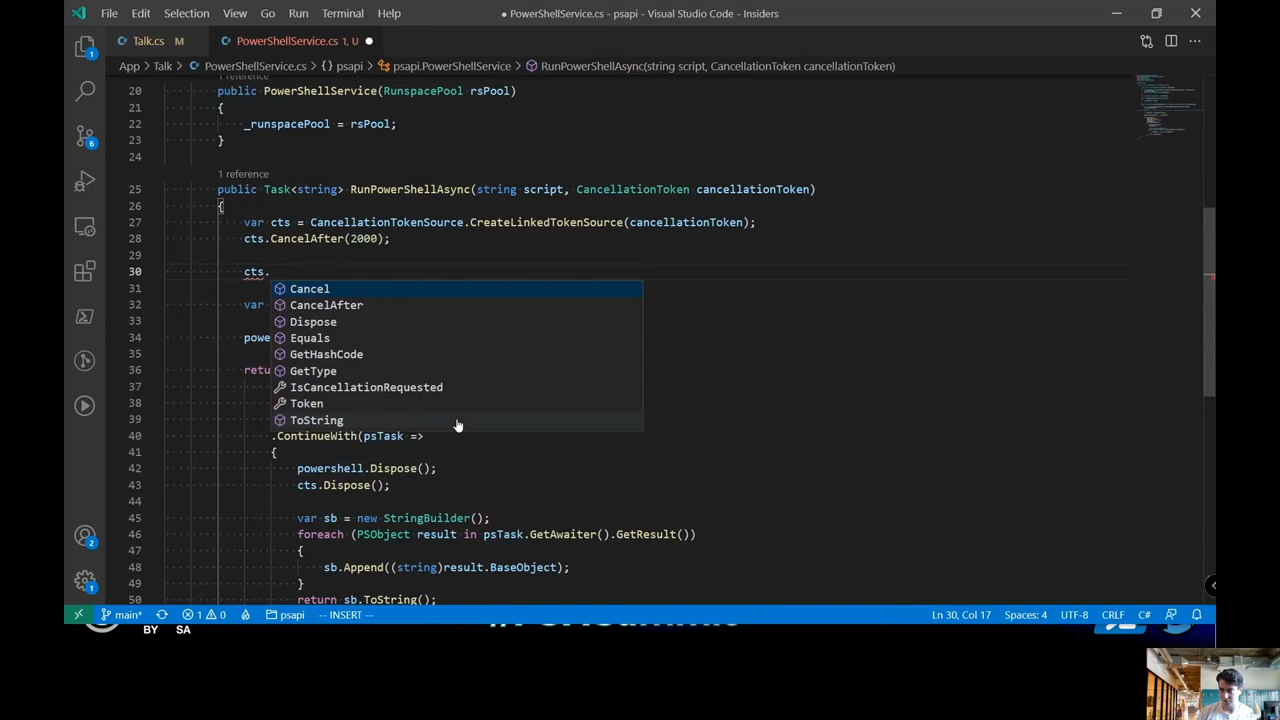 File Edit Selection View Go Run Terminal Help
● PowerShellService.cs - psapi - Visual Studio Code - Insiders
Talk.cs M PowerShellService.cs 1, U ●
App > Talk > PowerShellService.cs > {} psapi > psapi.PowerShellService > RunPowerShellAsync(string script, CancellationToken cancellationToken)
1 reference
20 public PowerShellService(RunspacePool rsPool)
21 {
22 _runspacePool = rsPool;
23 }
24
1 reference
25 public Task<string> RunPowerShellAsync(string script, CancellationToken cancellationToken)
26 {
27 var cts = CancellationTokenSource.CreateLinkedTokenSource(cancellationToken);
28 cts.CancelAfter(2000);
29
30 cts.
31 Cancel
32 var CancelAfter
33 Dispose
34 powe Equals
35 GetHashCode
36 retu GetType
37 IsCancellationRequested
38 Token
39 ToString
40 .ContinueWith(psTask =>
41 {
42 powershell.Dispose();
43 cts.Dispose();
44
45 var sb = new StringBuilder();
46 foreach (PSObject result in psTask.GetAwaiter().GetResult())
47 {
48 sb.Append((string)result.BaseObject);
49 }
50 return sb.ToString();
main* 1 0 psapi -- INSERT -- Ln 30, Col 17 Spaces: 4 UTF-8 CRLF C#
BY SA